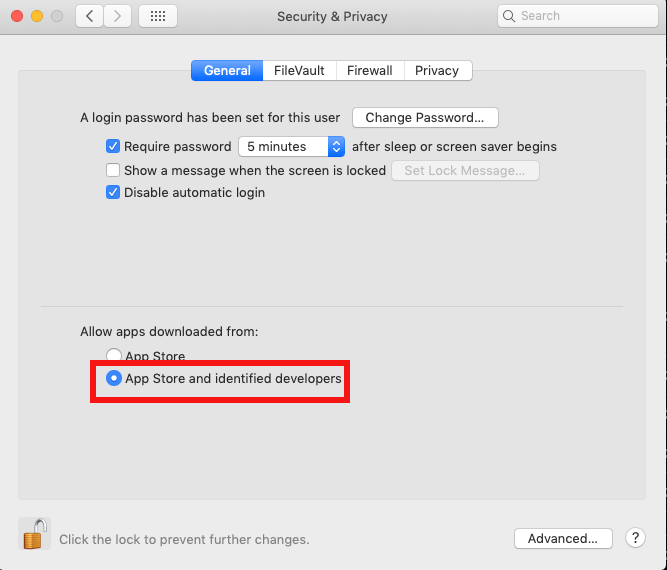 Security & Privacy
Search
General FileVault Firewall Privacy
A login password has been set for this user Change Password...
Require password 5 minutes after sleep or screen saver begins
Show a message when the screen is locked Set Lock Message...
Disable automatic login
Allow apps downloaded from:
App Store
App Store and identified developers
Click the lock to prevent further changes.
Advanced... ?